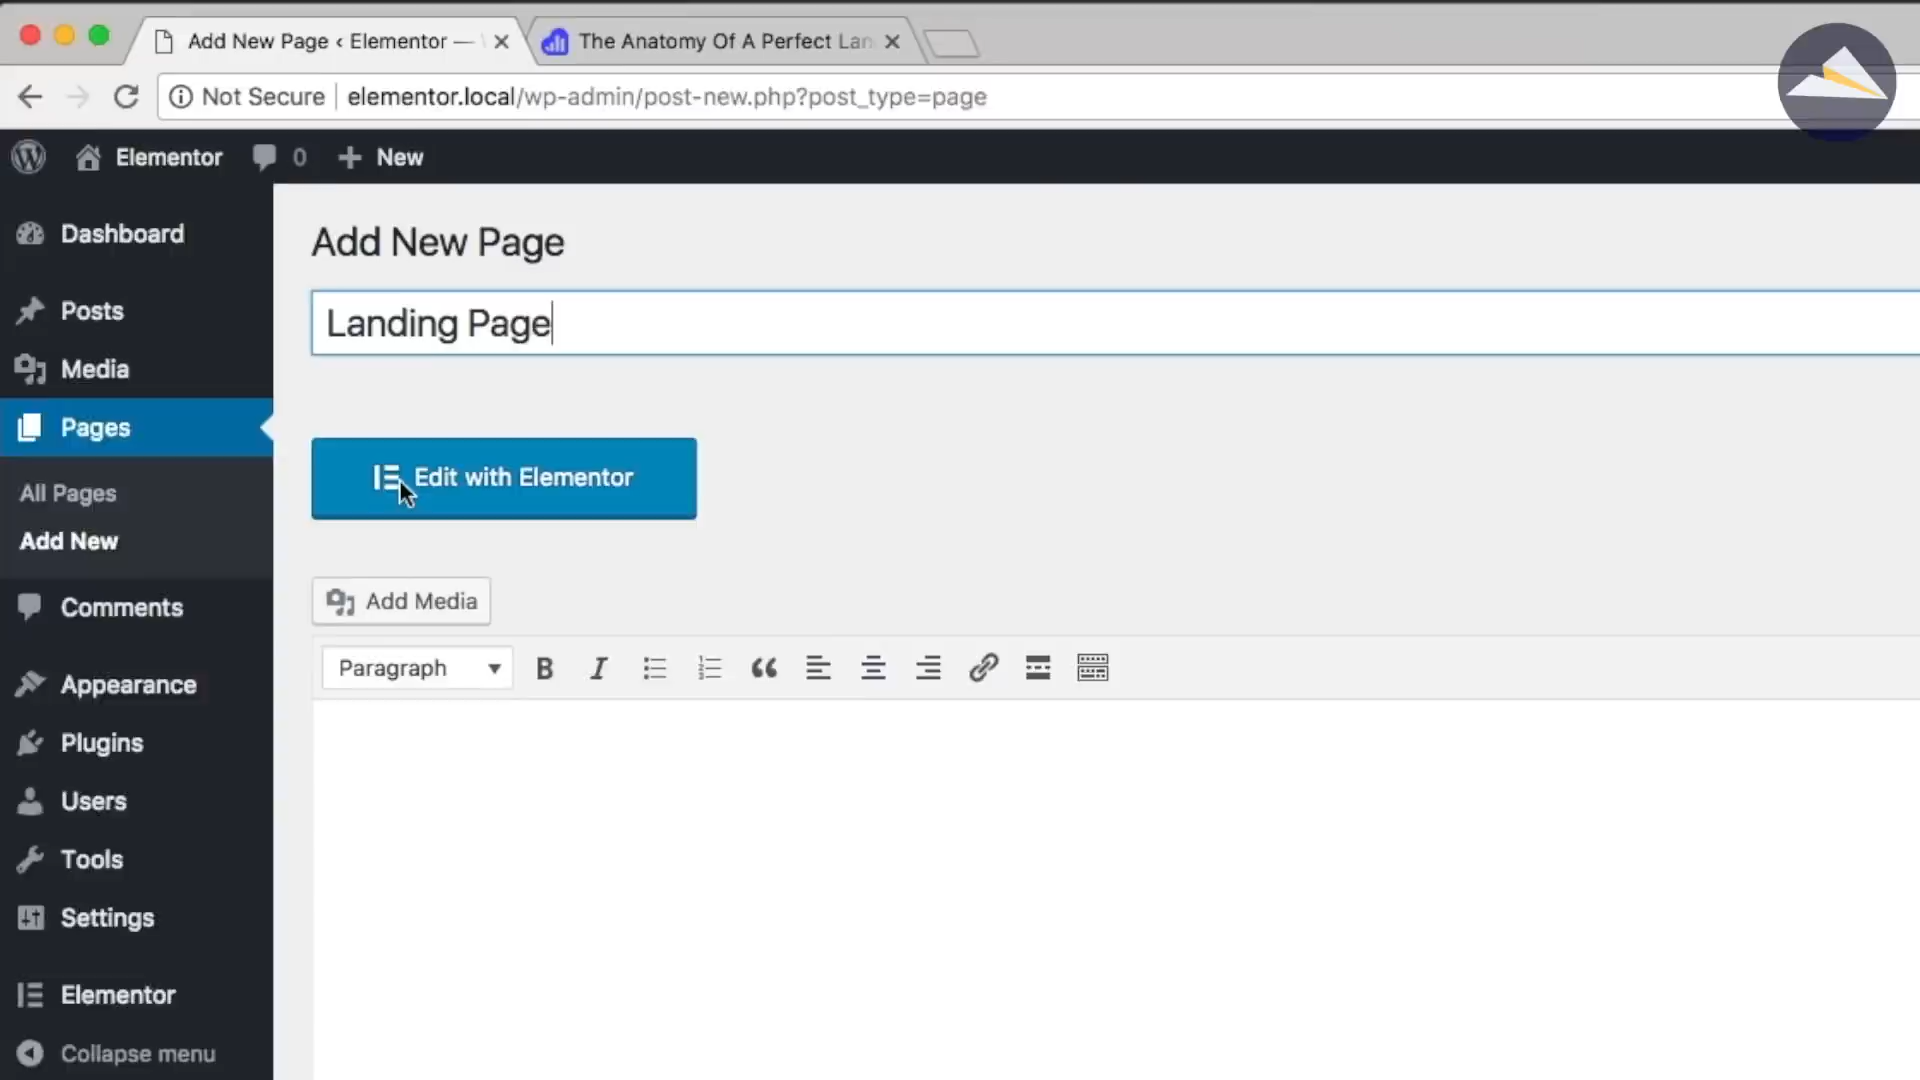 Add New Page ‹ Elementor —
The Anatomy Of A Perfect Lan
Not Secure
elementor.local/wp-admin/post-new.php?post_type=page
Elementor
0
New
Dashboard
Posts
Media
Pages
All Pages
Add New
Comments
Appearance
Plugins
Users
Tools
Settings
Elementor
Collapse menu
Add New Page
Landing Page
Edit with Elementor
Add Media
Paragraph